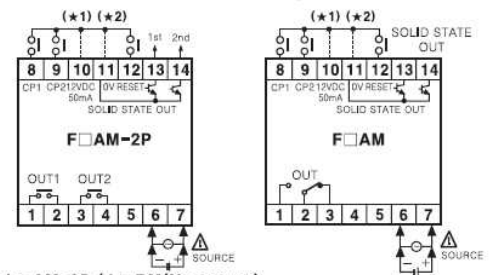 (★1) (★2)
1st 2nd
8 9 10 11 12 13 14
CP1 CP2 12VDC 0V RESET
50mA
SOLID STATE OUT
F□AM-2P
OUT1 OUT2
1 2 3 4 5 6 7
SOURCE
(★1) (★2)
SOLID STATE
OUT
8 9 10 11 12 13 14
CP1 CP2 12VDC 0V RESET
50mA
SOLID STATE OUT
F□AM
OUT
1 2 3 4 5 6 7
SOURCE